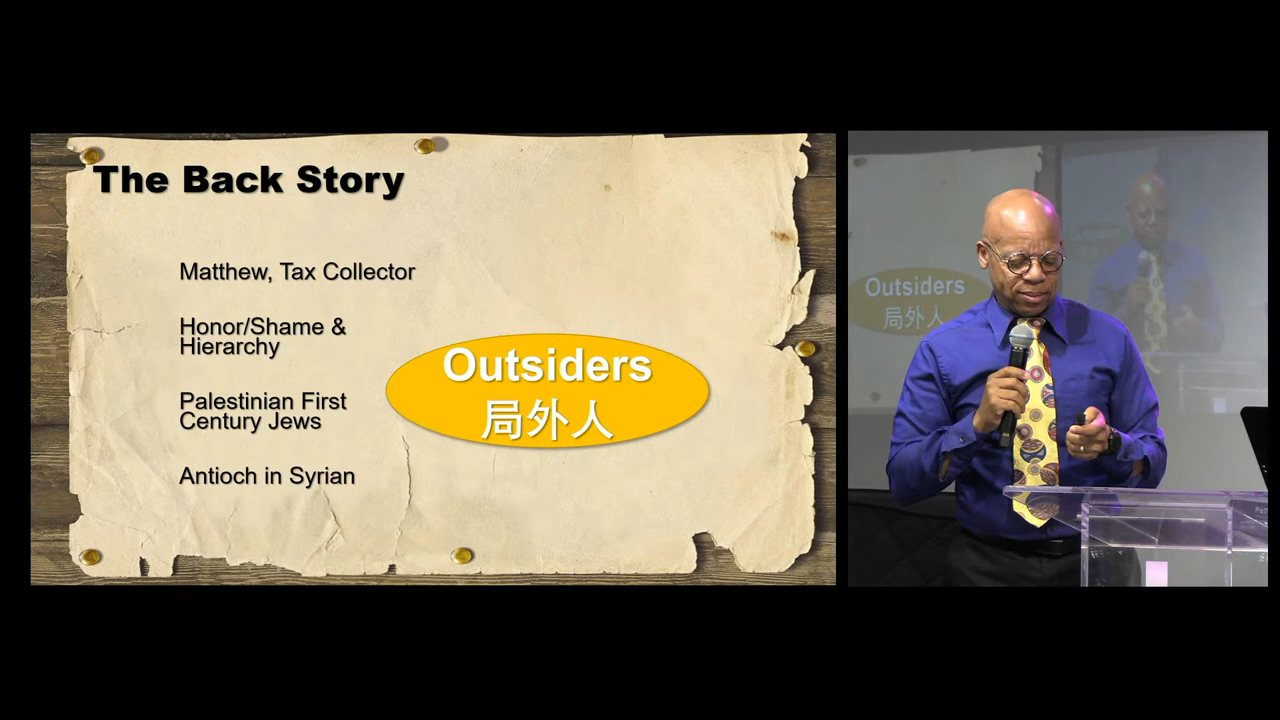 The Back Story
Matthew, Tax Collector
Honor/Shame &
Hierarchy
Palestinian First
Century Jews
Antioch in Syrian
Outsiders
局外人
Outsiders
局外人